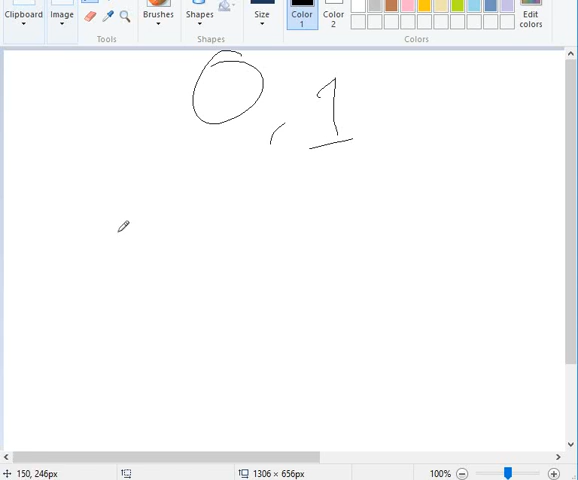 Clipboard
Image
Tools
Brushes
Shapes
Shapes
Size
Color
1
Color
2
Edit
colors
Colors
0,1
150, 246px
1306 × 656px
100%